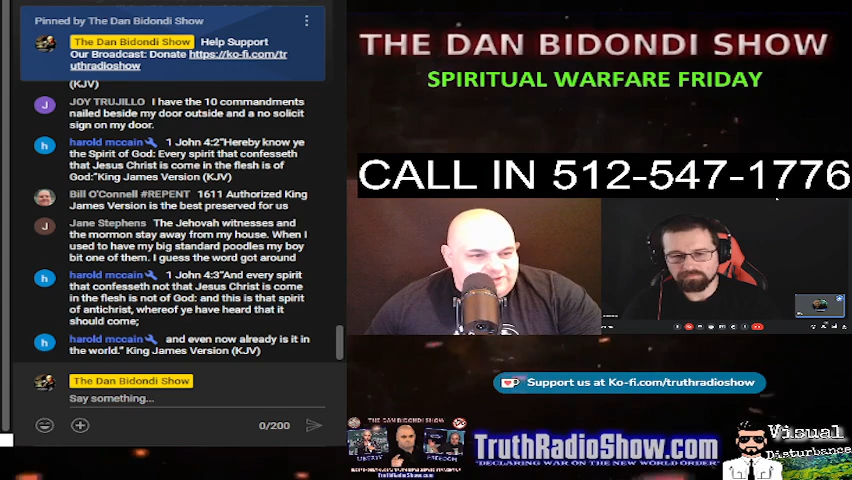 Pinned by The Dan Bidondi Show
The Dan Bidondi Show Help Support
Our Broadcast: Donate https://ko-fi.com/tr
uthradioshow
(KJV)
J JOY TRUJILLO I have the 10 commandments
nailed beside my door outside and a no solicit
sign on my door.
h harold mccain 1 John 4:2"Hereby know ye
the Spirit of God: Every spirit that confesseth
that Jesus Christ is come in the flesh is of
God:"King James Version (KJV)
Bill O'Connell #REPENT 1611 Authorized King
James Version is the best preserved for us
J Jane Stephens The Jehovah witnesses and
the mormon stay away from my house. When I
used to have my big standard poodles my boy
bit one of them. I guess the word got around
h harold mccain 1 John 4:3"And every spirit
that confesseth not that Jesus Christ is come
in the flesh is not of God: and this is that spirit
of antichrist, whereof ye have heard that it
should come;
h harold mccain and even now already is it in
the world." King James Version (KJV)
The Dan Bidondi Show
Say something...
0/200
THE DAN BIDONDI SHOW
SPIRITUAL WARFARE FRIDAY
CALL IN 512-547-1776
Support us at Ko-fi.com/truthradioshow
THE DAN BIDONDI SHOW
LIBERTY
FREEDOM
TruthRadioShow.com
TruthRadioShow.com
"DECLARING WAR ON THE NEW WORLD ORDER"
Visual
Disturbance